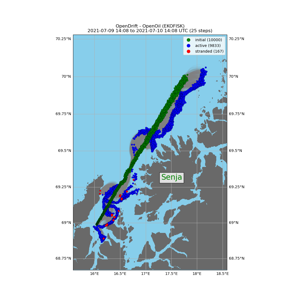 OpenDrift - OpenOil (EKOFISK)
2021-07-09 14:08 to 2021-07-10 14:08 UTC (25 steps)
initial (10000)
active (9833)
stranded (167)
70.25°N
70.25°N
70°N
70°N
69.75°N
69.75°N
69.5°N
69.5°N
Senja
69.25°N
69.25°N
69°N
69°N
68.75°N
68.75°N
16°E
16.5°E
17°E
17.5°E
18°E
18.5°E